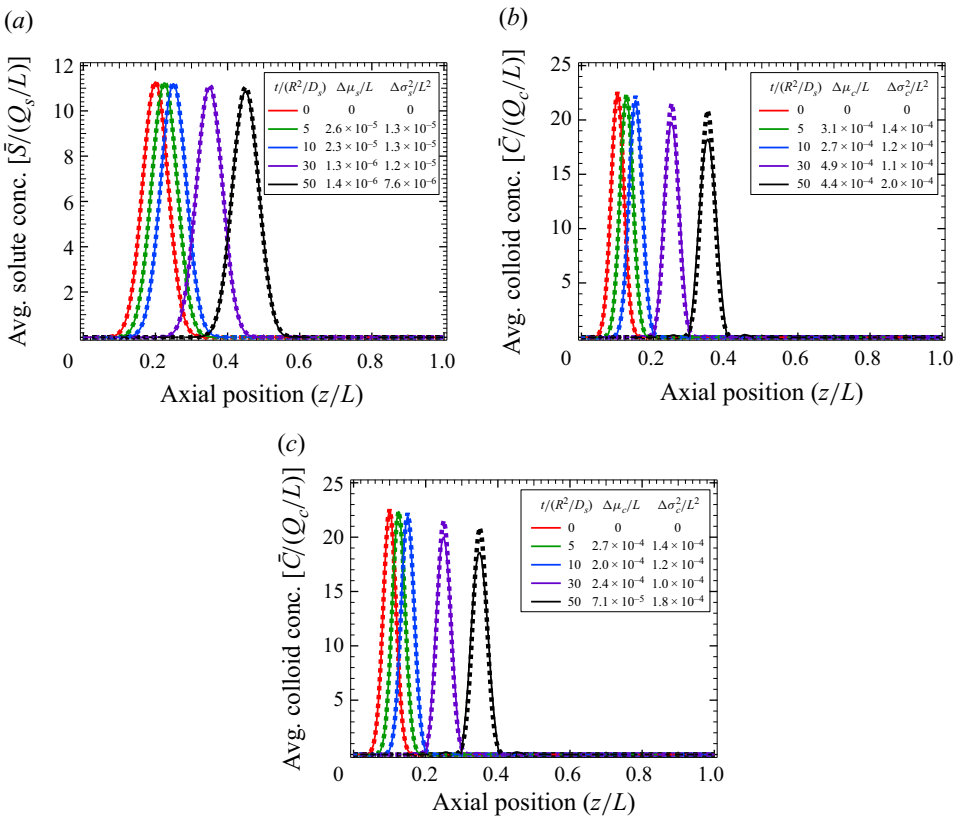 (a)
Avg. solute conc. [S̄/(Q_s/L)]
12
10
8
6
4
2
0 0.2 0.4 0.6 0.8 1.0
Axial position (z/L)
t/(R²/D_s) Δμ_s/L Δσ_s²/L²
0 0 0
5 2.6 × 10⁻⁵ 1.3 × 10⁻⁵
10 2.3 × 10⁻⁵ 1.3 × 10⁻⁵
30 1.3 × 10⁻⁶ 1.2 × 10⁻⁵
50 1.4 × 10⁻⁶ 7.6 × 10⁻⁶
(b)
Avg. colloid conc. [C̄/(Q_c/L)]
25
20
15
10
5
0 0.2 0.4 0.6 0.8 1.0
Axial position (z/L)
t/(R²/D_s) Δμ_c/L Δσ_c²/L²
0 0 0
5 3.1 × 10⁻⁴ 1.4 × 10⁻⁴
10 2.7 × 10⁻⁴ 1.2 × 10⁻⁴
30 4.9 × 10⁻⁴ 1.1 × 10⁻⁴
50 4.4 × 10⁻⁴ 2.0 × 10⁻⁴
(c)
Avg. colloid conc. [C̄/(Q_c/L)]
25
20
15
10
5
0 0.2 0.4 0.6 0.8 1.0
Axial position (z/L)
t/(R²/D_s) Δμ_c/L Δσ_c²/L²
0 0 0
5 2.7 × 10⁻⁴ 1.4 × 10⁻⁴
10 2.0 × 10⁻⁴ 1.2 × 10⁻⁴
30 2.4 × 10⁻⁴ 1.0 × 10⁻⁴
50 7.1 × 10⁻⁵ 1.8 × 10⁻⁴